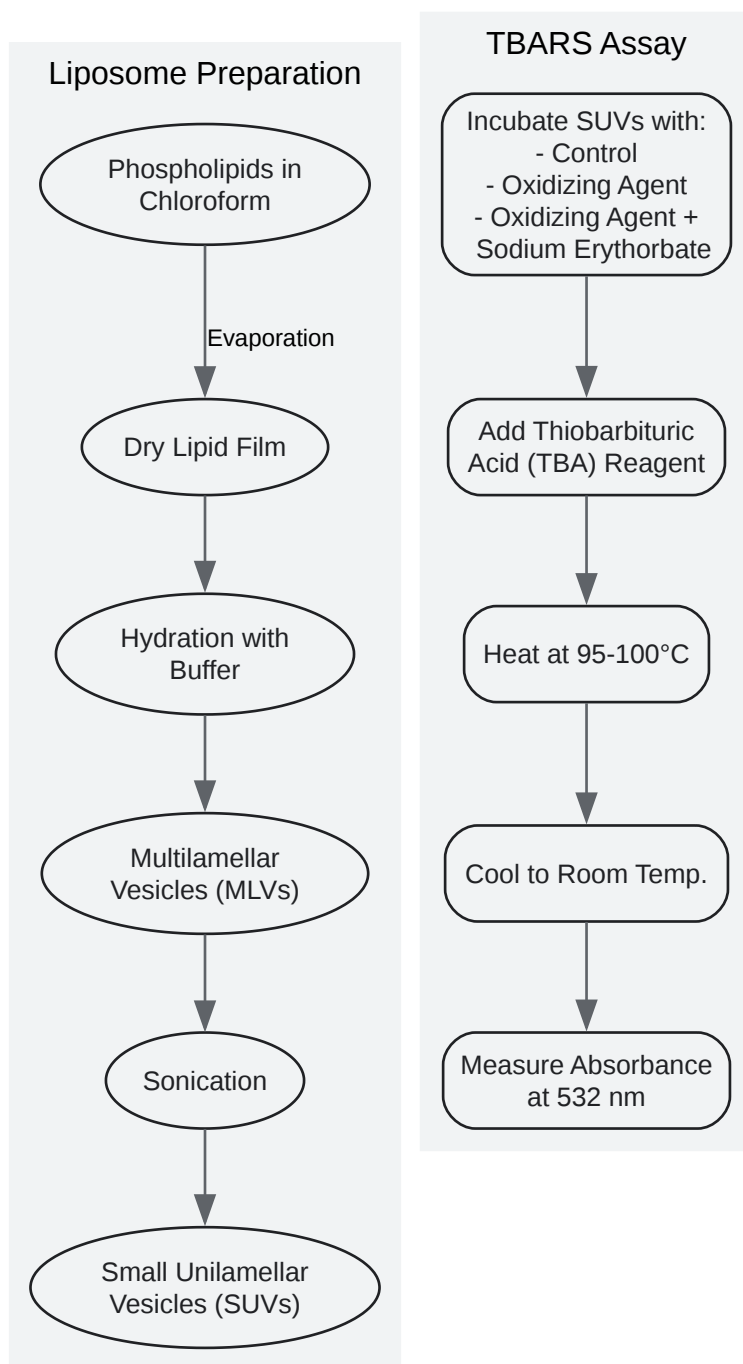 Liposome Preparation
Phospholipids in
Chloroform
Evaporation
Dry Lipid Film
Hydration with
Buffer
Multilamellar
Vesicles (MLVs)
Sonication
Small Unilamellar
Vesicles (SUVs)
TBARS Assay
Incubate SUVs with:
- Control
- Oxidizing Agent
- Oxidizing Agent +
Sodium Erythorbate
Add Thiobarbituric
Acid (TBA) Reagent
Heat at 95-100°C
Cool to Room Temp.
Measure Absorbance
at 532 nm